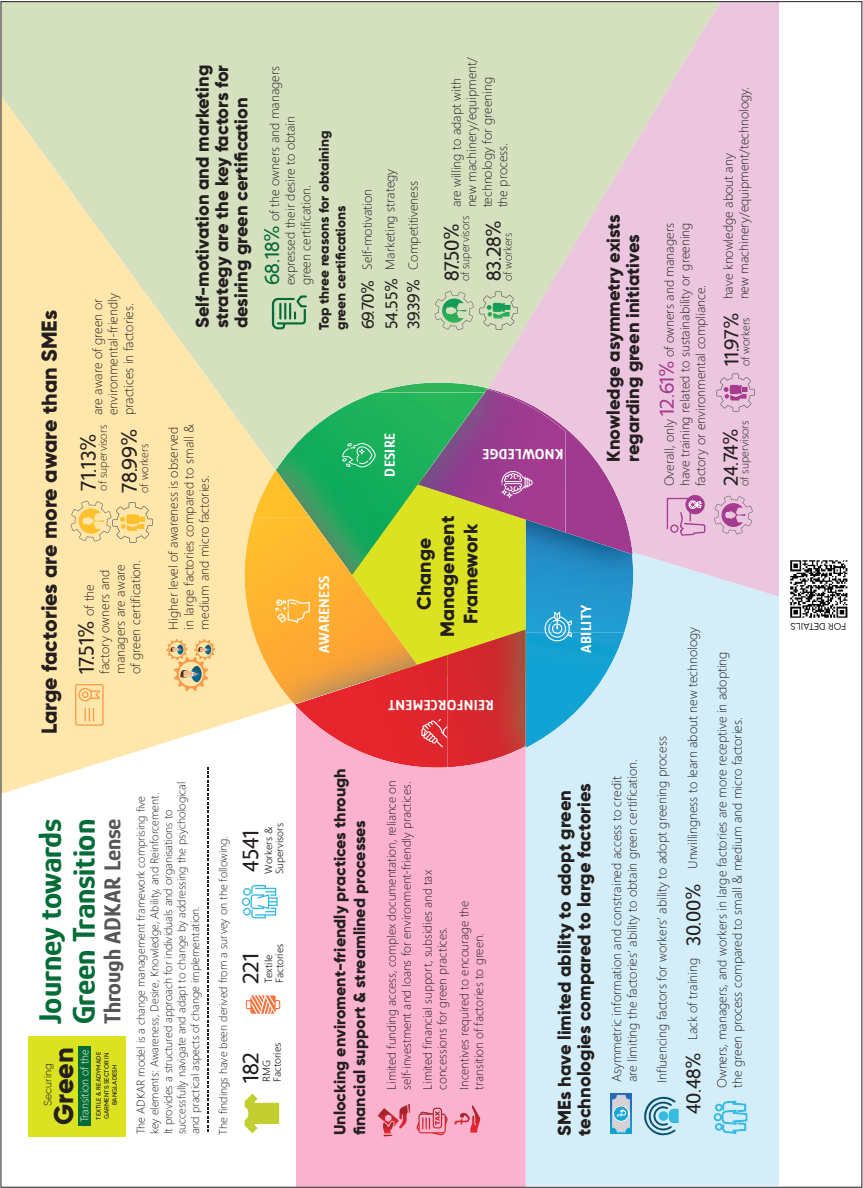 Securing
Green
Transition of the
TEXTILE & READYMADE
GARMENTS SECTOR IN
BANGLADESH
Journey towards
Green Transition
Through ADKAR Lense
The ADKAR model is a change management framework comprising five
key elements: Awareness, Desire, Knowledge, Ability, and Reinforcement.
It provides a structured approach for individuals and organisations to
successfully navigate and adapt to change by addressing the psychological
and practical aspects of change implementation.
The findings have been derived from a survey on the following.
182
RMG
Factories
221
Textile
Factories
4541
Workers &
Supervisors
Large factories are more aware than SMEs
17.51% of the
factory owners and
managers are aware
of green certification.
71.13%
of supervisors
78.99%
of workers
are aware of green or
environmental-friendly
practices in factories.
Higher level of awareness is observed
in large factories compared to small &
medium and micro factories.
Self-motivation and marketing
strategy are the key factors for
desiring green certification
68.18% of the owners and managers
expressed their desire to obtain
green certification.
Top three reasons for obtaining
green certifications
69.70% Self-motivation
54.55% Marketing strategy
39.39% Competitiveness
87.50%
of supervisors
83.28%
of workers
are willing to adapt with
new machinery/equipment/
technology for greening
the process.
Knowledge asymmetry exists
regarding green initiatives
Overall, only 12.61% of owners and managers
have training related to sustainability or greening
factory or environmental compliance.
24.74%
of supervisors
11.97%
of workers
have knowledge about any
new machinery/equipment/technology.
SMEs have limited ability to adopt green
technologies compared to large factories
Asymmetric information and constrained access to credit
are limiting the factories' ability to obtain green certification.
Influencing factors for workers' ability to adopt greening process
40.48% Lack of training 30.00% Unwillingness to learn about new technology
Owners, managers, and workers in large factories are more receptive in adopting
the green process compared to small & medium and micro factories.
Unlocking enviroment-friendly practices through
financial support & streamlined processes
Limited funding access, complex documentation, reliance on
self-investment and loans for environment-friendly practices.
TAX
Limited financial support, subsidies and tax
concessions for green practices.
৳
Incentives required to encourage the
transition of factories to green.
AWARENESS
DESIRE
KNOWLEDGE
ABILITY
REINFORCEMENT
Change
Management
Framework
FOR DETAILS